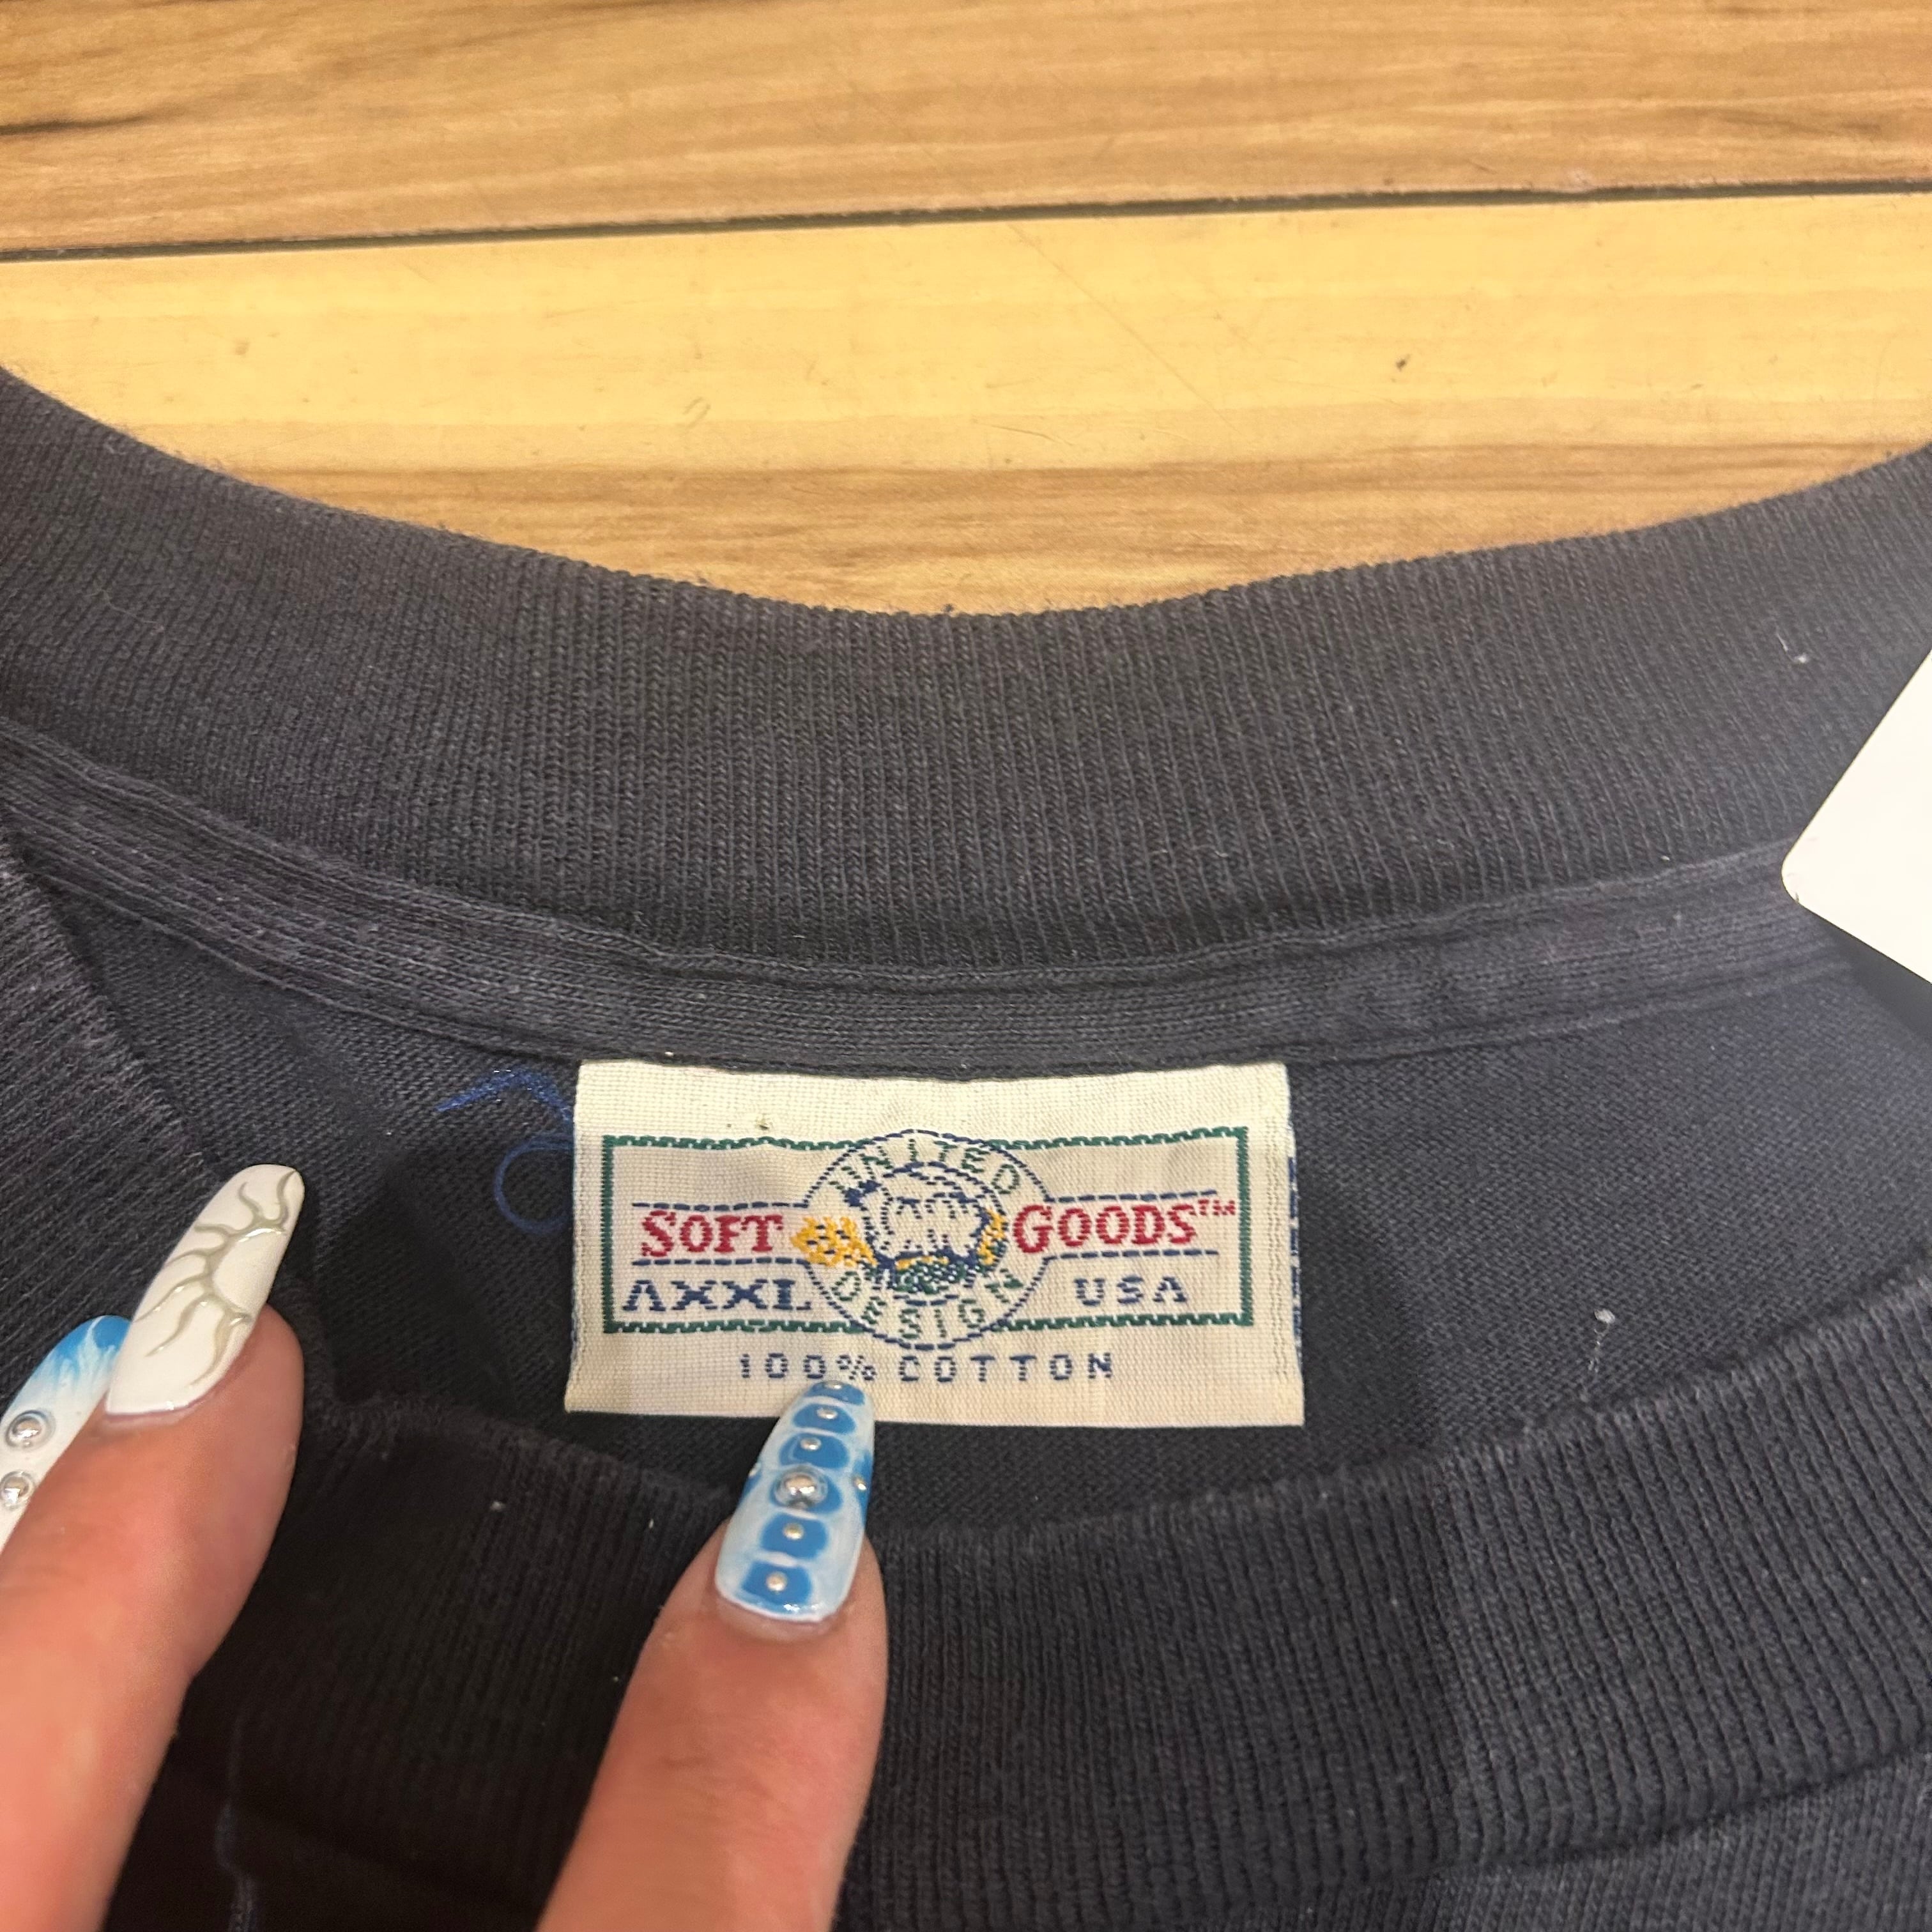 UNITED
SOFT GOODS™
AXXL USA
DESIGN
100% COTTON